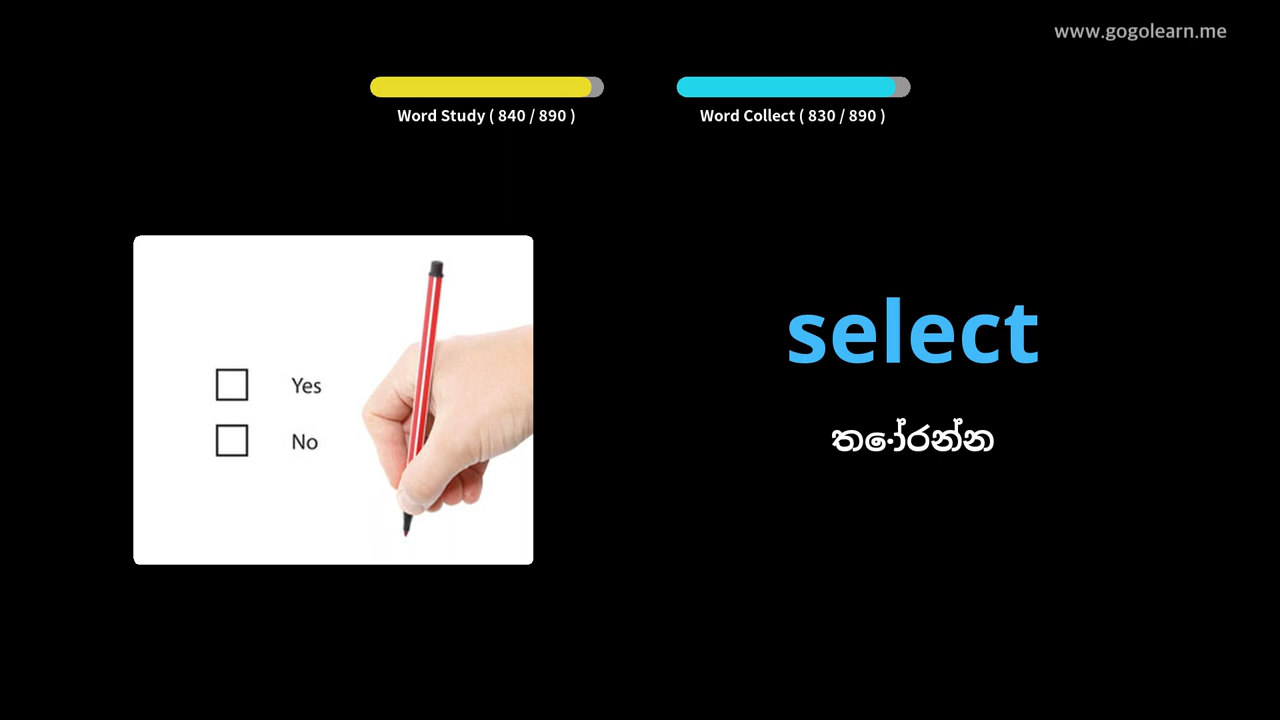 www.gogolearn.me
Word Study ( 840 / 890 )
Word Collect ( 830 / 890 )
Yes
No
select
තෝරන්න